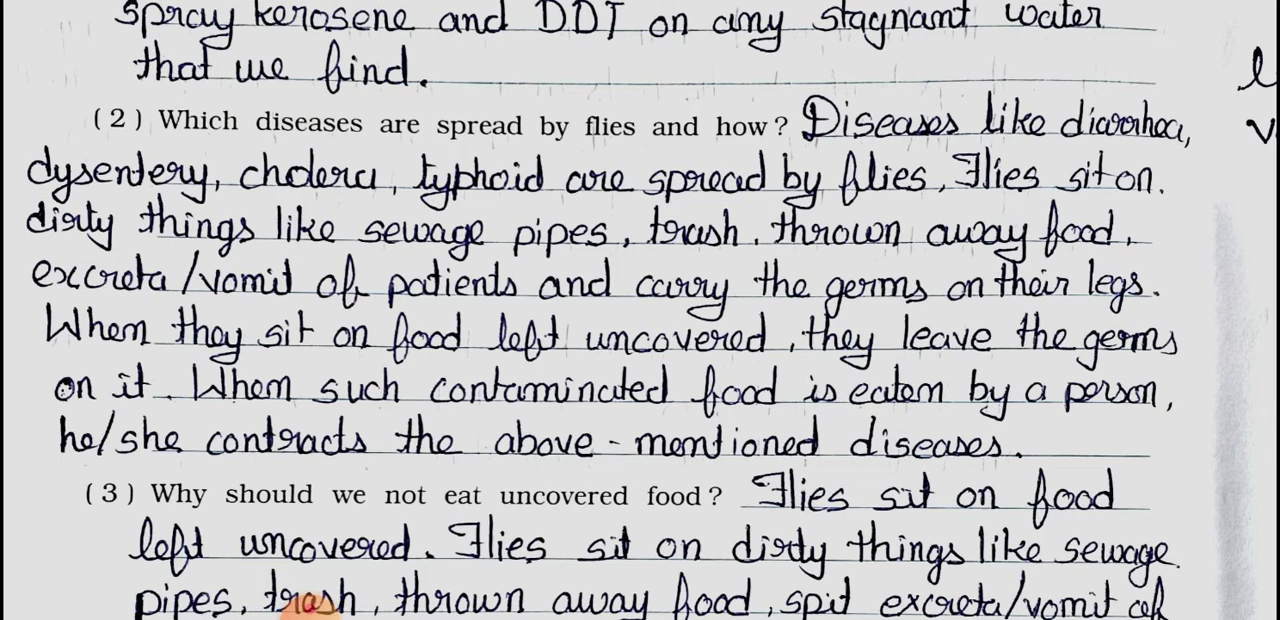 spray kerosene and DDT on any stagnant water
that we find.
(2) Which diseases are spread by flies and how? Diseases like diarrhea,
dysentery, cholera, typhoid are spread by flies, Flies sit on
dirty things like sewage pipes, trash, thrown away food,
excreta/vomit of patients and carry the germs on their legs.
When they sit on food left uncovered, they leave the germs
on it. When such contaminated food is eaten by a person,
he/she contracts the above-mentioned diseases.
(3) Why should we not eat uncovered food? Flies sit on food
left uncovered. Flies sit on dirty things like sewage
pipes, trash, thrown away food, spit excreta/vomit of